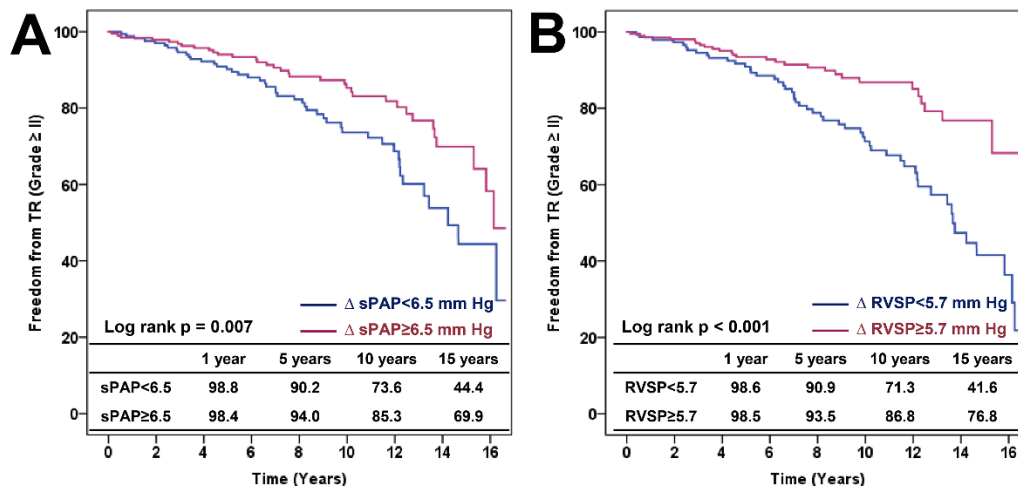 A
Freedom from TR (Grade ≥ II)
100
80
60
40
20
0
Δ sPAP<6.5 mm Hg
Log rank p = 0.007
Δ sPAP≥6.5 mm Hg
1 year 5 years 10 years 15 years
sPAP<6.5 98.8 90.2 73.6 44.4
sPAP≥6.5 98.4 94.0 85.3 69.9
0 2 4 6 8 10 12 14 16
Time (Years)
B
Freedom from TR (Grade ≥ II)
100
80
60
40
20
0
Δ RVSP<5.7 mm Hg
Log rank p < 0.001
Δ RVSP≥5.7 mm Hg
1 year 5 years 10 years 15 years
RVSP<5.7 98.6 90.9 71.3 41.6
RVSP≥5.7 98.5 93.5 86.8 76.8
0 2 4 6 8 10 12 14 16
Time (Years)